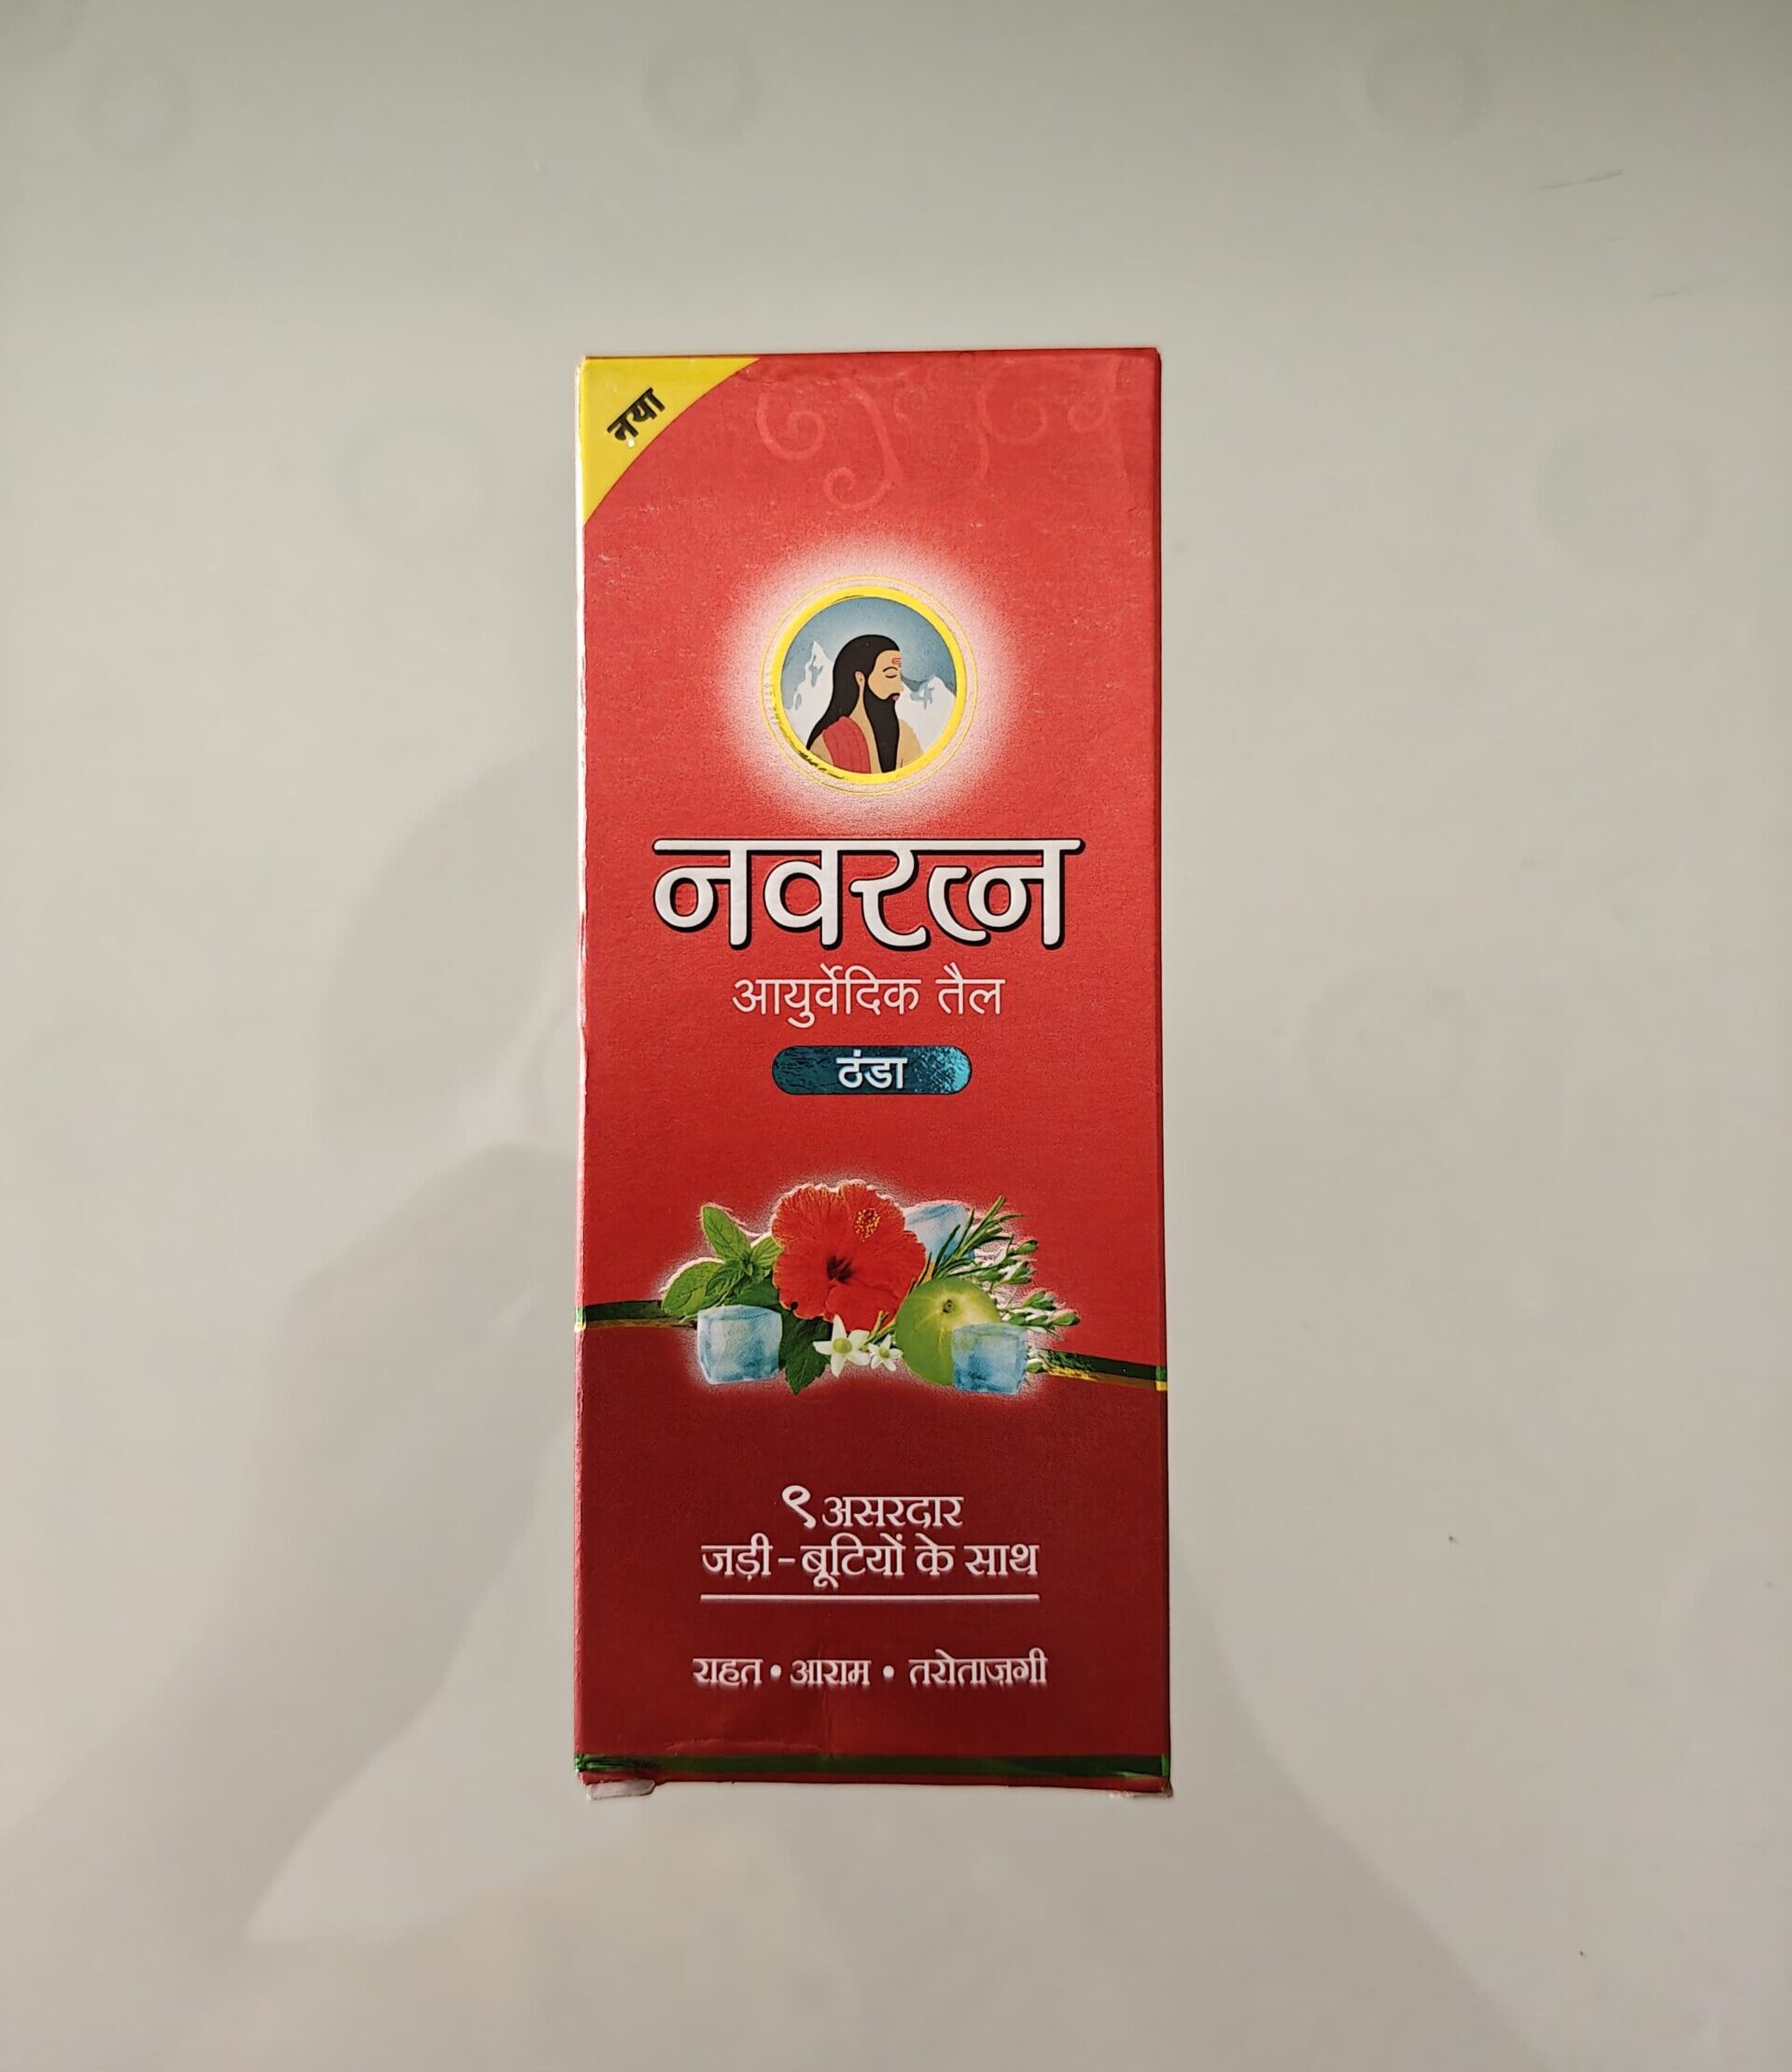 नया
नवरत्न
आयुर्वेदिक तैल
ठंडा
९ असरदार
जड़ी-बूटियों के साथ
राहत • आराम • तरोताज़गी